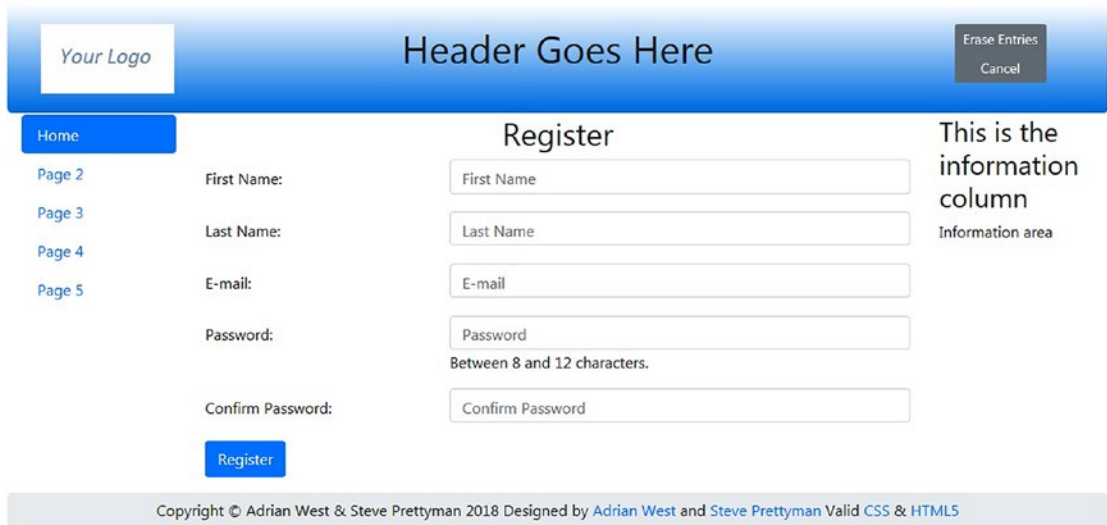 Your Logo
Header Goes Here
Erase Entries
Cancel
Home
Page 2
Page 3
Page 4
Page 5
Register
First Name:
First Name
Last Name:
Last Name
E-mail:
E-mail
Password:
Password
Between 8 and 12 characters.
Confirm Password:
Confirm Password
Register
This is the
information
column
Information area
Copyright © Adrian West & Steve Prettyman 2018 Designed by Adrian West and Steve Prettyman Valid CSS & HTML5